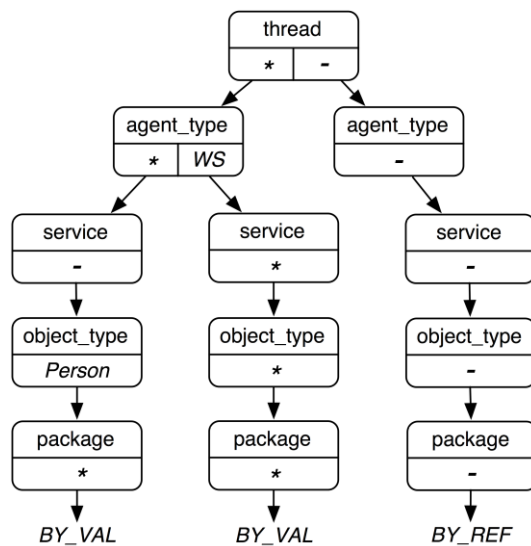 thread
* -
agent_type agent_type
* WS -
service service service
- * -
object_type object_type object_type
Person * -
package package package
* * -
BY_VAL BY_VAL BY_REF